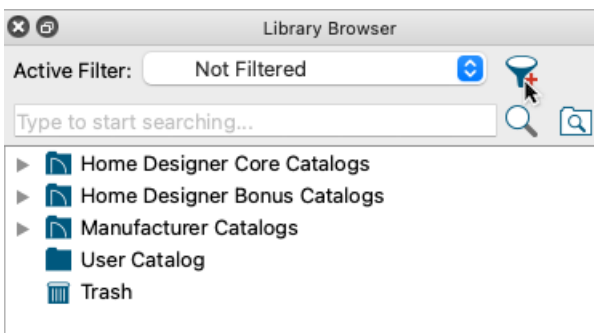 Library Browser
Active Filter: Not Filtered
Type to start searching...
Home Designer Core Catalogs
Home Designer Bonus Catalogs
Manufacturer Catalogs
User Catalog
Trash